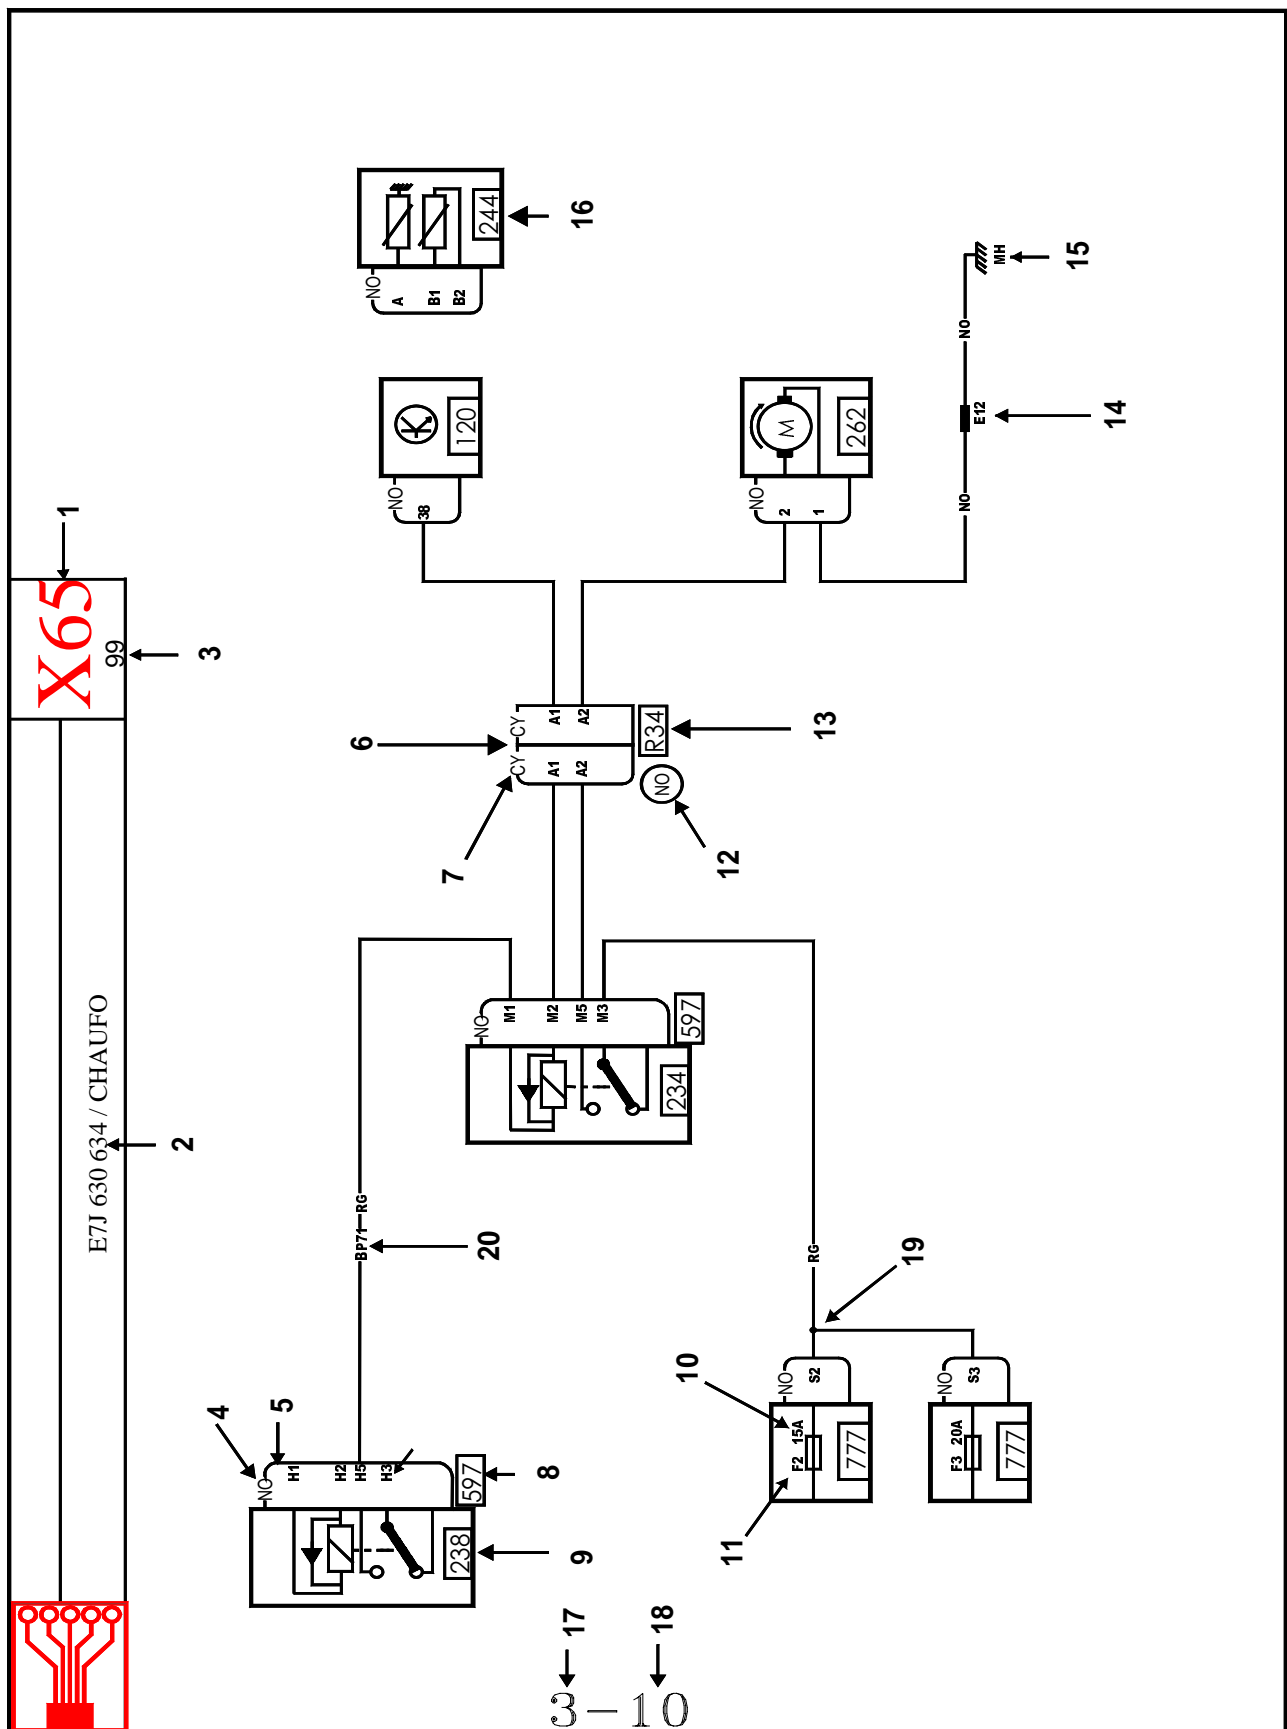 X65
99
1
3
E7J 630 634 / CHAUFO
2
NO
A
B1
B2
244
16
NO
38
120
NO
2
1
M
262
NO
E12
NO
MH
14
15
6
7
CY
CY
A1
A1
A2
A2
R34
NO
13
12
NO
M1
M2
M5
M3
597
234
BP71
RG
20
RG
19
4
5
NO
H1
H2
H5
H3
597
238
8
9
10
11
NO
S2
F2 15A
777
NO
S3
F3 20A
777
17
18
3-10